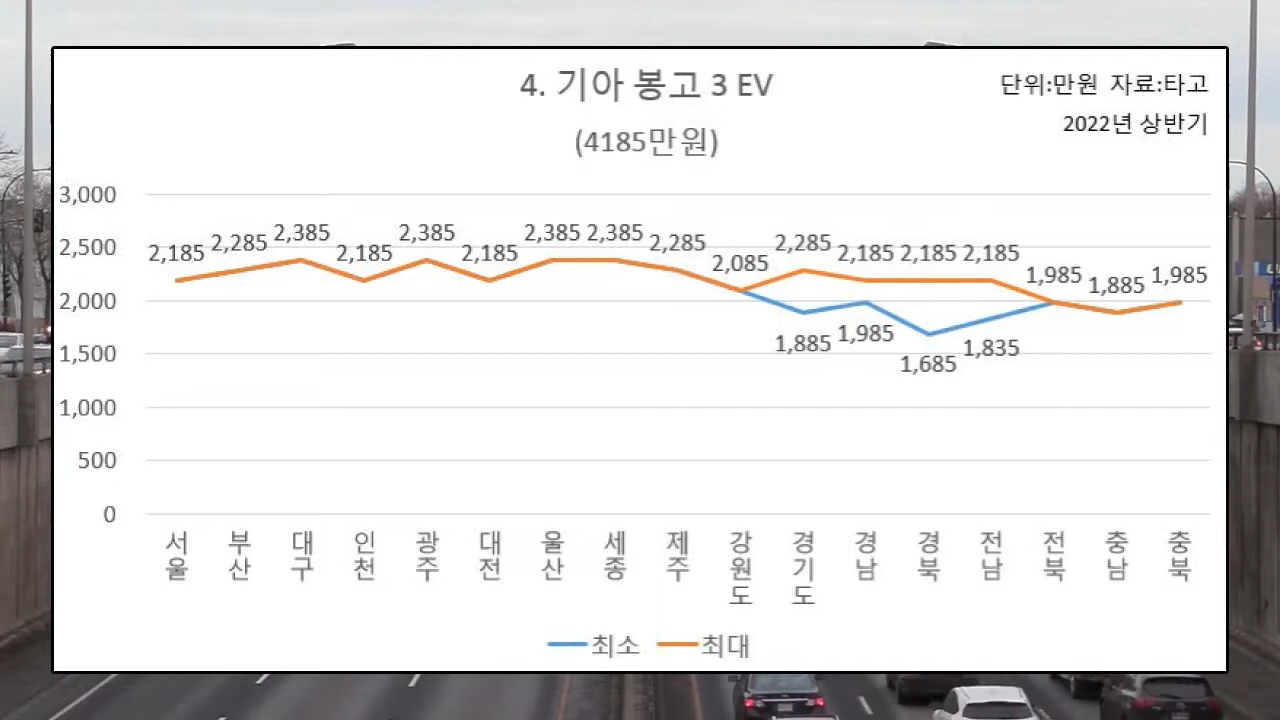 4. 기아 봉고 3 EV
(4185만원)
단위:만원 자료:타고
2022년 상반기
3,000
2,500
2,000
1,500
1,000
500
0
2,185 2,285 2,385 2,185 2,385 2,185 2,385 2,385 2,285 2,085 2,285 2,185 2,185 2,185 1,985 1,885 1,985
1,885 1,985 1,685 1,835
서울 부산 대구 인천 광주 대전 울산 세종 제주 강원도 경기도 경남 경북 전남 전북 충남 충북
최소 최대